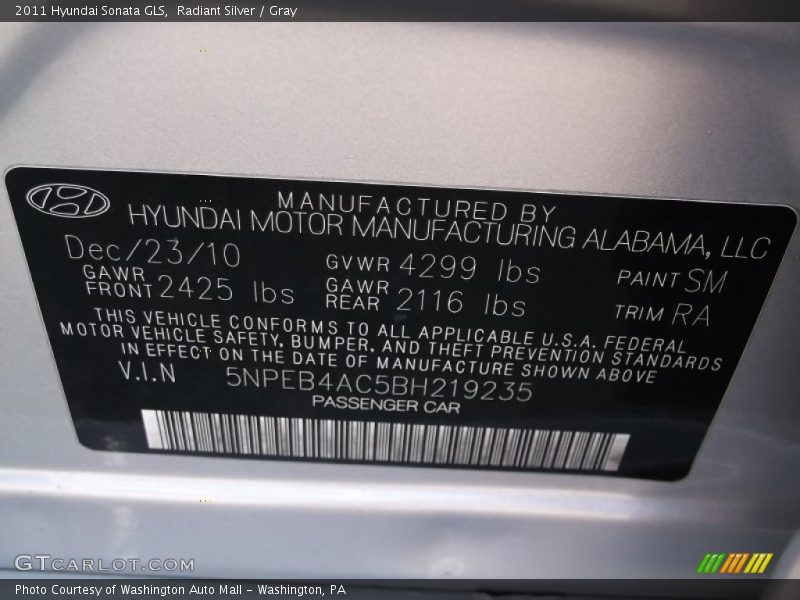 2011 Hyundai Sonata GLS,  Radiant Silver / Gray
MANUFACTURED BY
HYUNDAI MOTOR MANUFACTURING ALABAMA, LLC
Dec/23/10 GVWR 4299 lbs PAINT SM
GAWR FRONT 2425 lbs GAWR REAR 2116 lbs TRIM RA
THIS VEHICLE CONFORMS TO ALL APPLICABLE U.S.A. FEDERAL
MOTOR VEHICLE SAFETY, BUMPER, AND THEFT PREVENTION STANDARDS
IN EFFECT ON THE DATE OF MANUFACTURE SHOWN ABOVE
V.I.N 5NPEB4AC5BH219235
PASSENGER CAR
GTCARLOT.COM
Photo Courtesy of Washington Auto Mall - Washington, PA